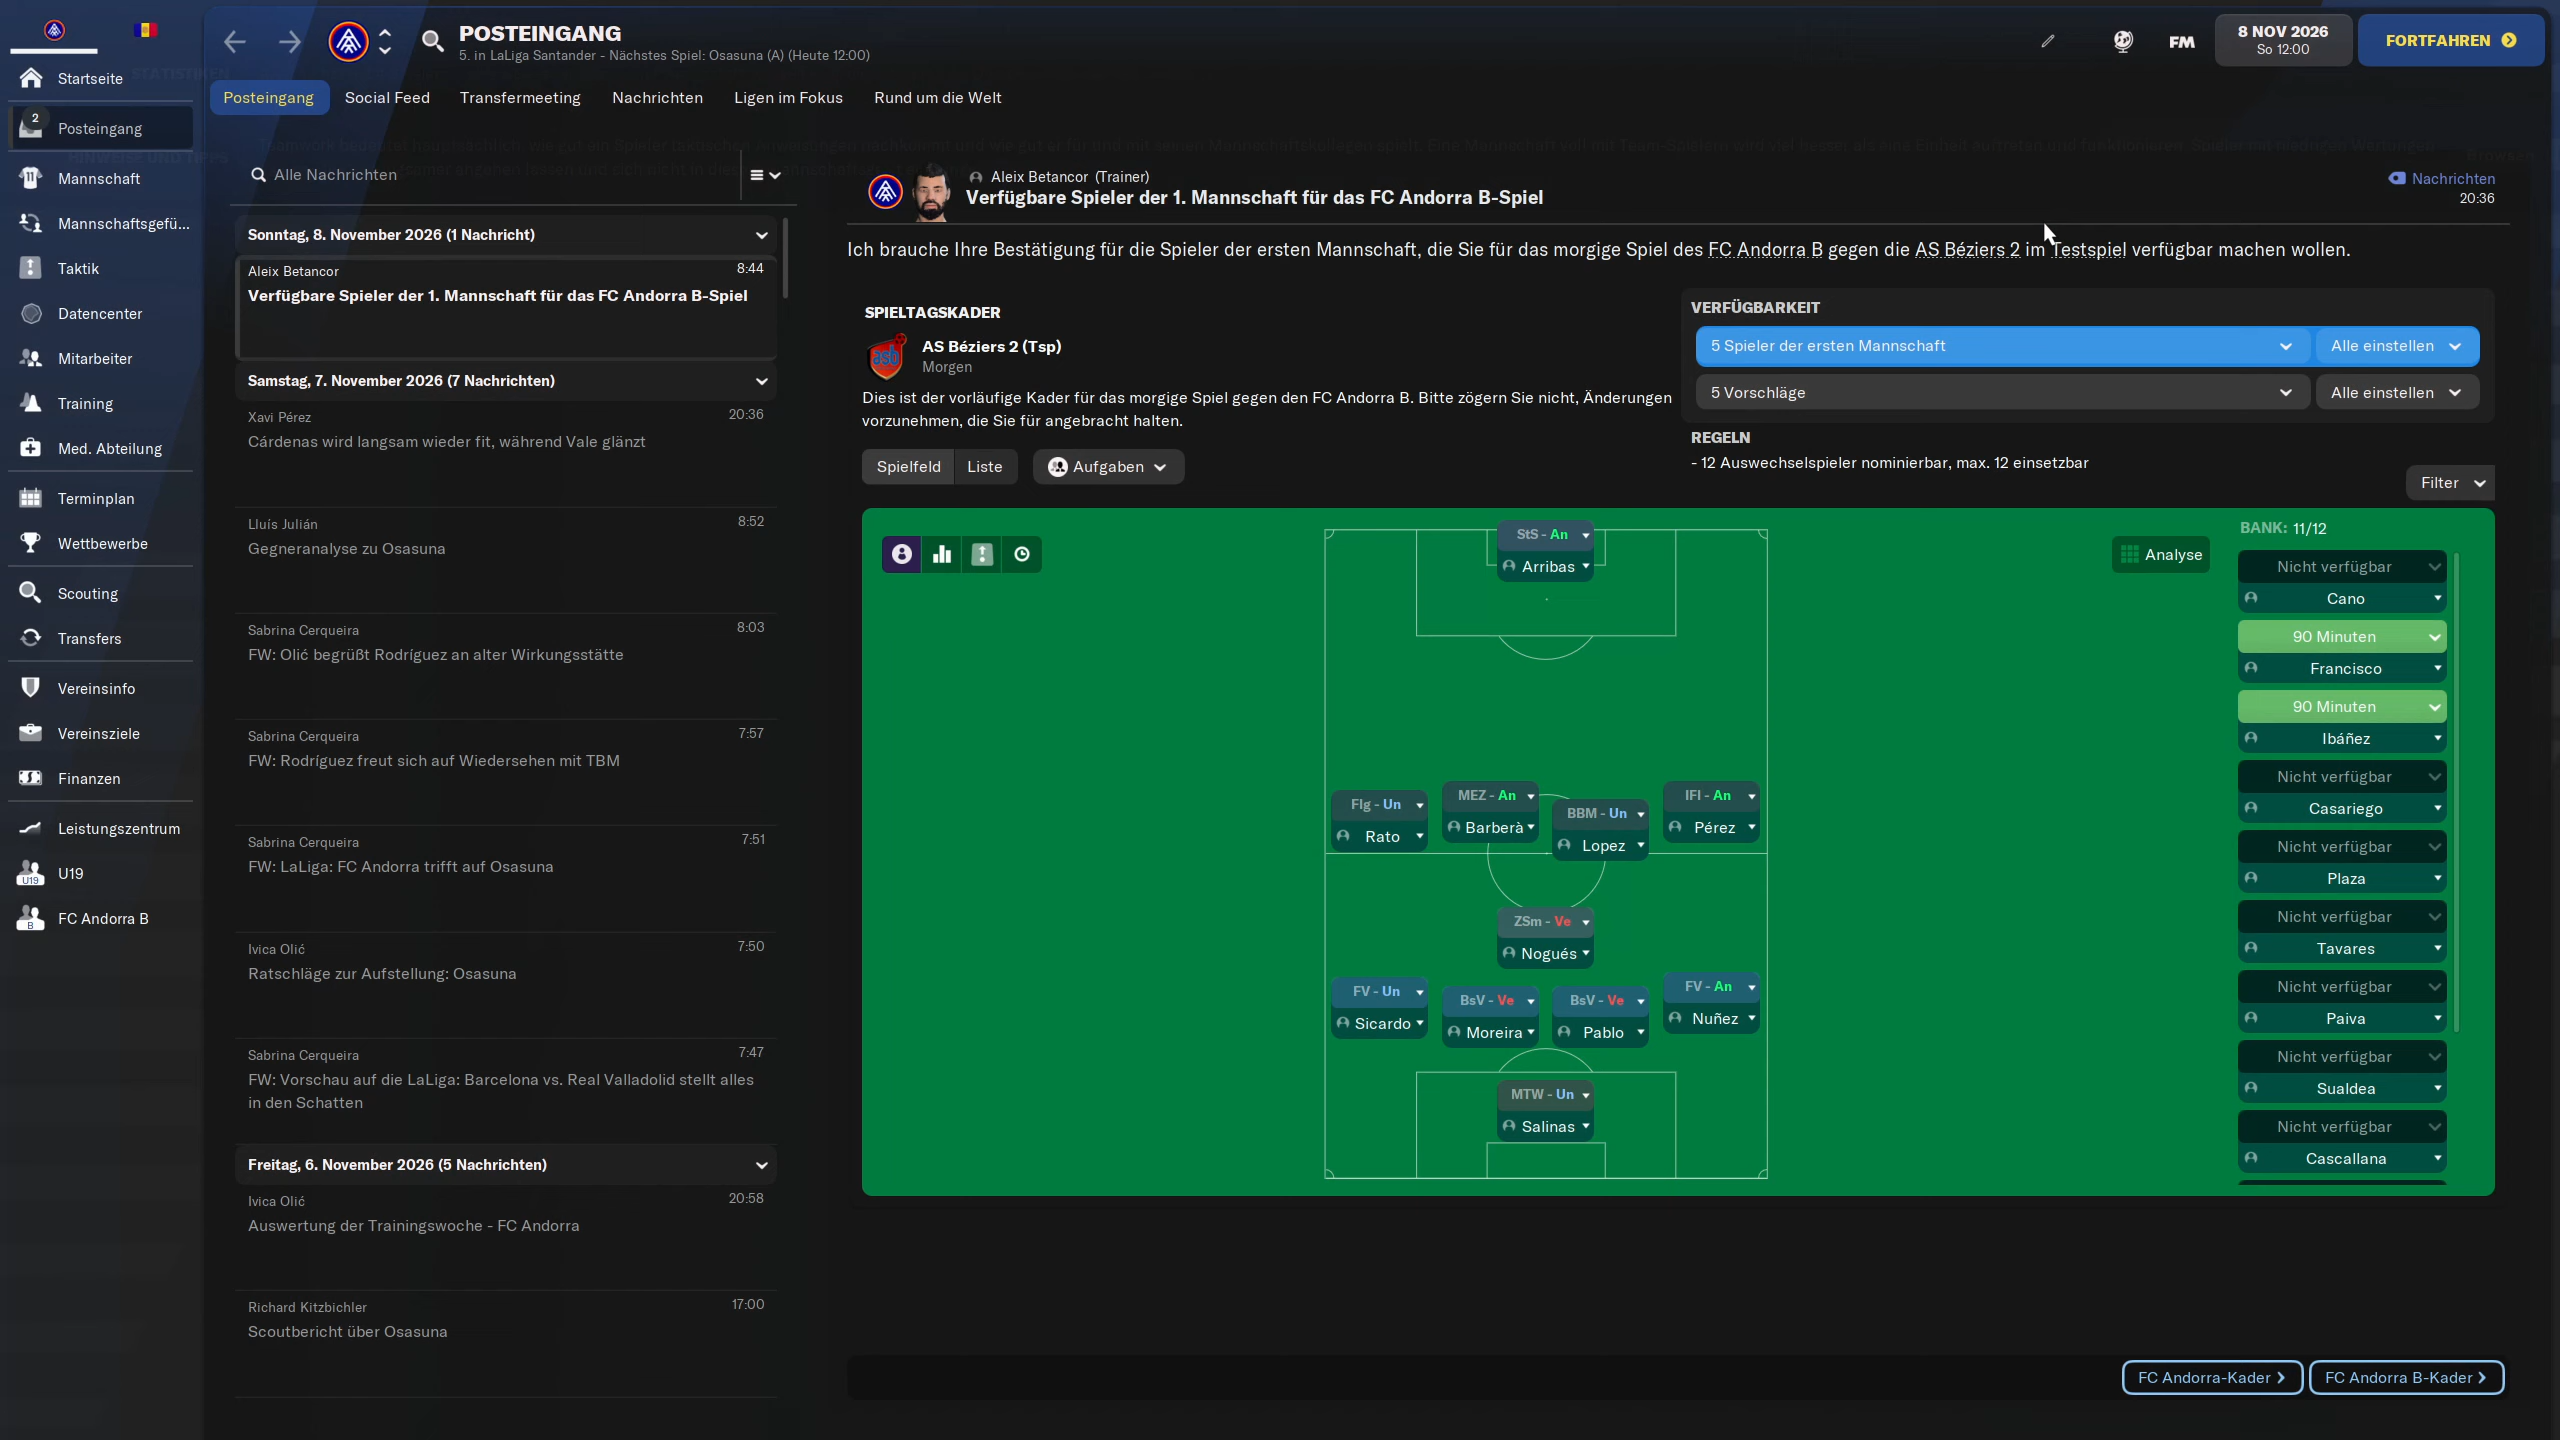 Startseite
2
Posteingang
Mannschaft
Mannschaftsgefü...
Taktik
Datencenter
Mitarbeiter
Training
Med. Abteilung
Terminplan
Wettbewerbe
Scouting
Transfers
Vereinsinfo
Vereinsziele
Finanzen
Leistungszentrum
U19
U19
B
FC Andorra B
POSTEINGANG
5. in LaLiga Santander - Nächstes Spiel: Osasuna (A) (Heute 12:00)
FM
8 NOV 2026
So 12:00
FORTFAHREN
Posteingang
Social Feed
Transfermeeting
Nachrichten
Ligen im Fokus
Rund um die Welt
Alle Nachrichten
Sonntag, 8. November 2026 (1 Nachricht)
Aleix Betancor 8:44
Verfügbare Spieler der 1. Mannschaft für das FC Andorra B-Spiel
Samstag, 7. November 2026 (7 Nachrichten)
Xavi Pérez 20:36
Cárdenas wird langsam wieder fit, während Vale glänzt
Lluís Julián 8:52
Gegneranalyse zu Osasuna
Sabrina Cerqueira 8:03
FW: Olić begrüßt Rodríguez an alter Wirkungsstätte
Sabrina Cerqueira 7:57
FW: Rodríguez freut sich auf Wiedersehen mit TBM
Sabrina Cerqueira 7:51
FW: LaLiga: FC Andorra trifft auf Osasuna
Ivica Olić 7:50
Ratschläge zur Aufstellung: Osasuna
Sabrina Cerqueira 7:47
FW: Vorschau auf die LaLiga: Barcelona vs. Real Valladolid stellt alles
in den Schatten
Freitag, 6. November 2026 (5 Nachrichten)
Ivica Olić 20:58
Auswertung der Trainingswoche - FC Andorra
Richard Kitzbichler 17:00
Scoutbericht über Osasuna
Aleix Betancor (Trainer)
Verfügbare Spieler der 1. Mannschaft für das FC Andorra B-Spiel
Nachrichten
20:36
Ich brauche Ihre Bestätigung für die Spieler der ersten Mannschaft, die Sie für das morgige Spiel des FC Andorra B gegen die AS Béziers 2 im Testspiel verfügbar machen wollen.
SPIELTAGSKADER
asb
AS Béziers 2 (Tsp)
Morgen
Dies ist der vorläufige Kader für das morgige Spiel gegen den FC Andorra B. Bitte zögern Sie nicht, Änderungen
vorzunehmen, die Sie für angebracht halten.
VERFÜGBARKEIT
5 Spieler der ersten Mannschaft
Alle einstellen
5 Vorschläge
Alle einstellen
REGELN
- 12 Auswechselspieler nominierbar, max. 12 einsetzbar
Spielfeld
Liste
Aufgaben
Filter
Analyse
StS - An
Arribas
Flg - Un
Rato
MEZ - An
Barberà
BBM - Un
Lopez
IFl - An
Pérez
ZSm - Ve
Nogués
FV - Un
Sicardo
BsV - Ve
Moreira
BsV - Ve
Pablo
FV - An
Nuñez
MTW - Un
Salinas
BANK: 11/12
Nicht verfügbar
Cano
90 Minuten
Francisco
90 Minuten
Ibáñez
Nicht verfügbar
Casariego
Nicht verfügbar
Plaza
Nicht verfügbar
Tavares
Nicht verfügbar
Paiva
Nicht verfügbar
Sualdea
Nicht verfügbar
Cascallana
FC Andorra-Kader
FC Andorra B-Kader